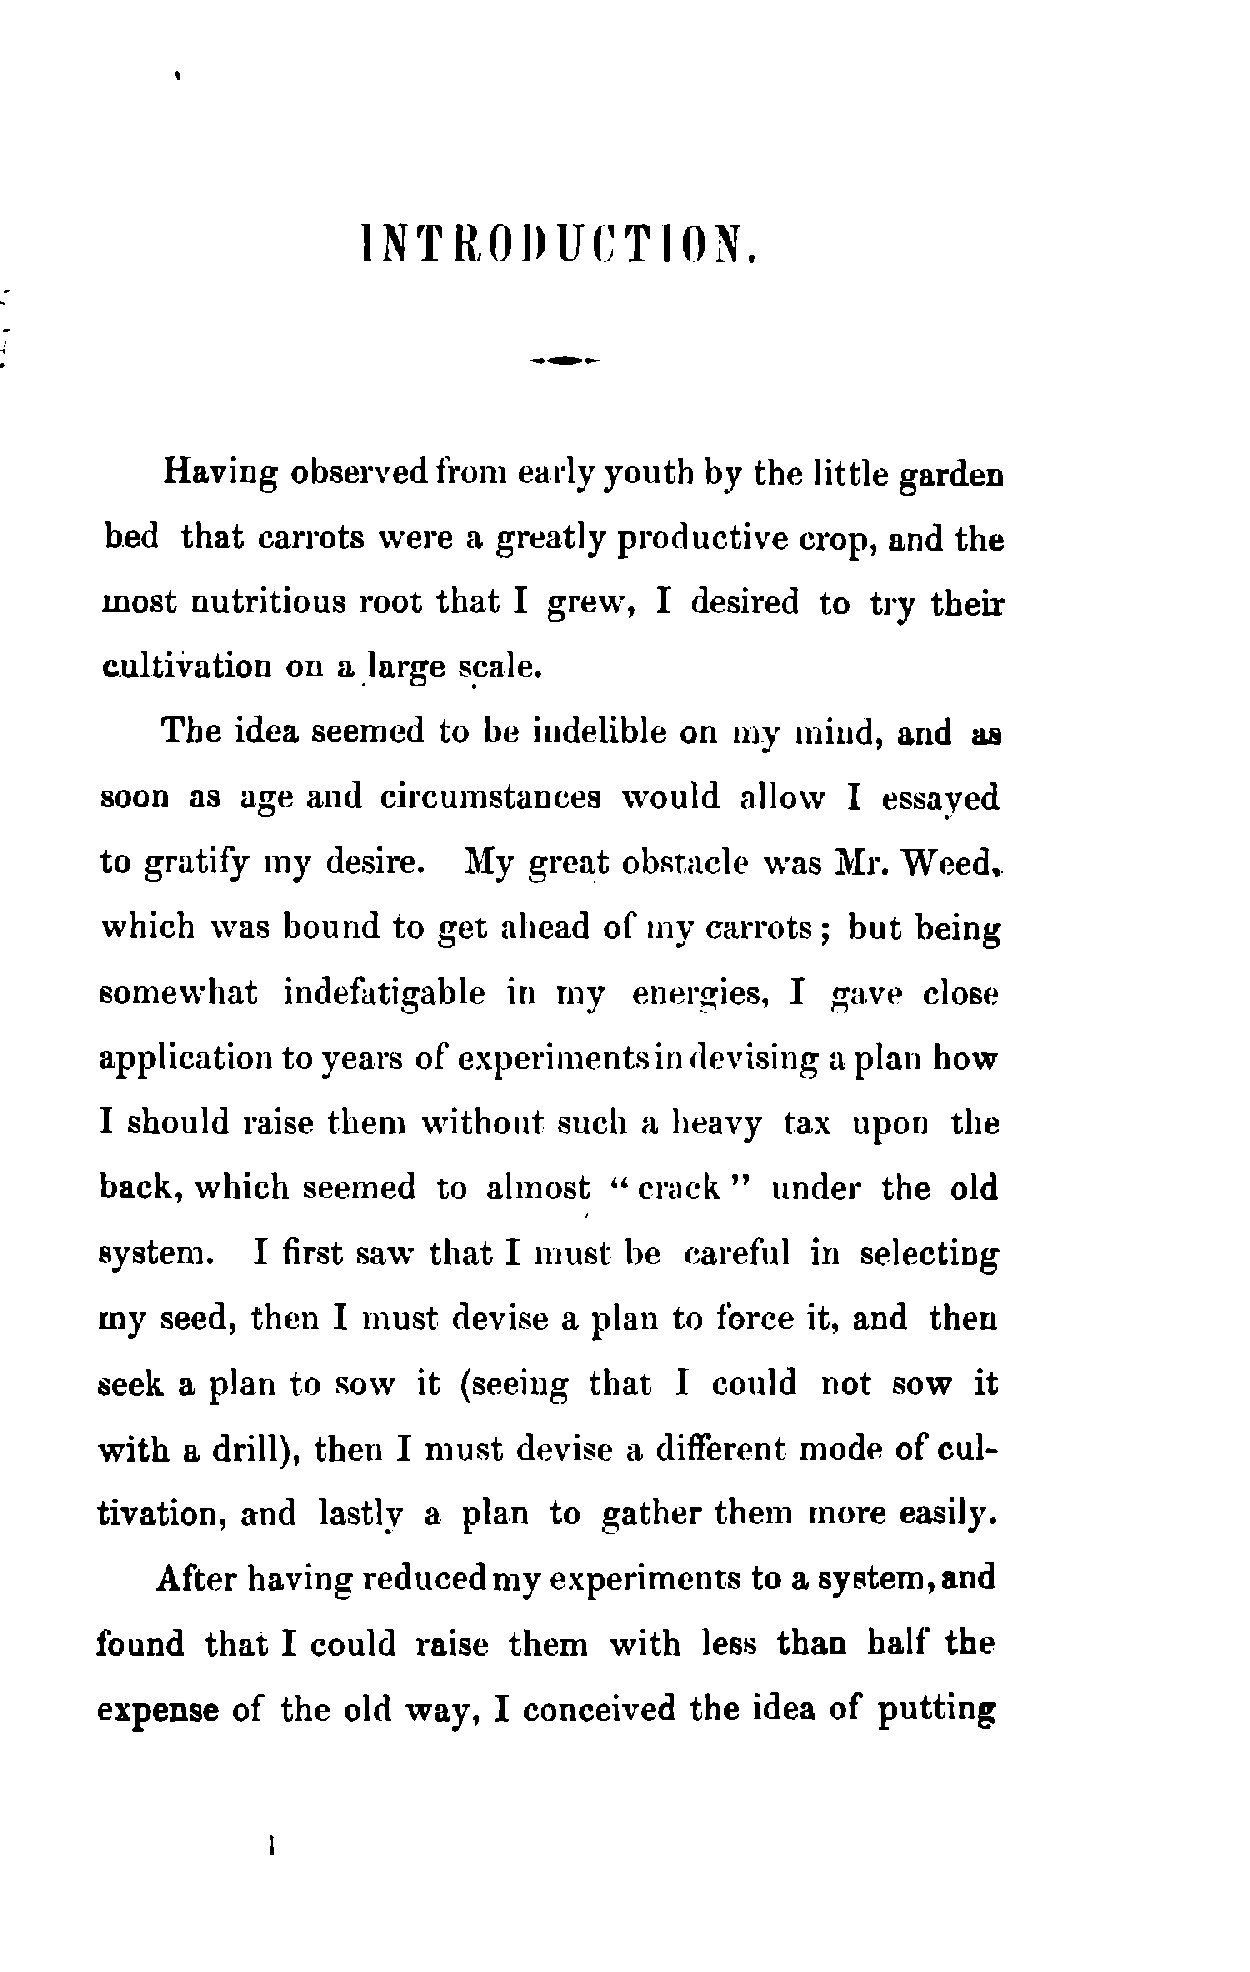 INTRODUCTION.
Having observed from early youth by the little garden
bed that carrots were a greatly productive crop, and the
most nutritious root that I grew, I desired to try their
cultivation on a large scale.
The idea seemed to be indelible on my mind, and as
soon as age and circumstances would allow I essayed
to gratify my desire. My great obstacle was Mr. Weed,
which was bound to get ahead of my carrots; but being
somewhat indefatigable in my energies, I gave close
application to years of experiments in devising a plan how
I should raise them without such a heavy tax upon the
back, which seemed to almost “crack” under the old
system. I first saw that I must be careful in selecting
my seed, then I must devise a plan to force it, and then
seek a plan to sow it (seeing that I could not sow it
with a drill), then I must devise a different mode of cul-
tivation, and lastly a plan to gather them more easily.
After having reduced my experiments to a system, and
found that I could raise them with less than half the
expense of the old way, I conceived the idea of putting
1